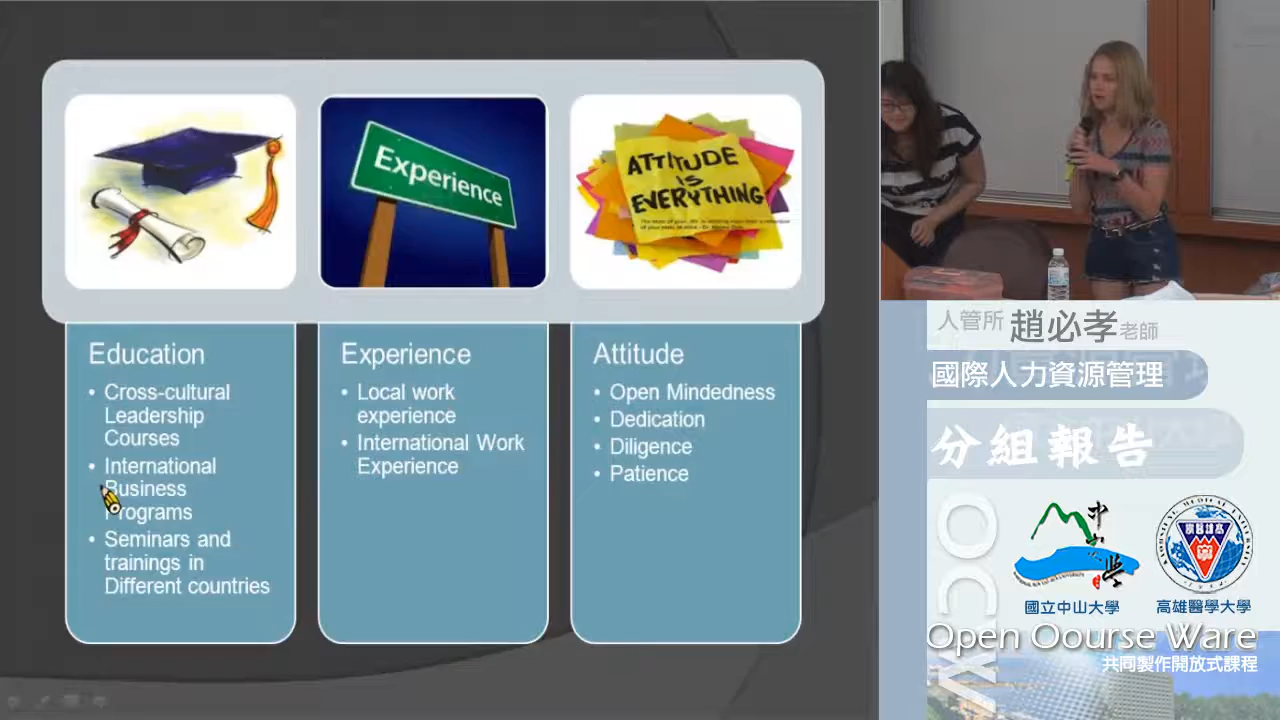 Experience
ATTITUDE
IS
EVERYTHING
Education
• Cross-cultural
Leadership
Courses
• International
Business
Programs
• Seminars and
trainings in
Different countries
Experience
• Local work
experience
• International Work
Experience
Attitude
• Open Mindedness
• Dedication
• Diligence
• Patience
人管所 趙必孝老師
國際人力資源管理
分組報告
OCW
中山大學
國立中山大學
高雄醫學大學
Open Oourse Ware
共同製作開放式課程